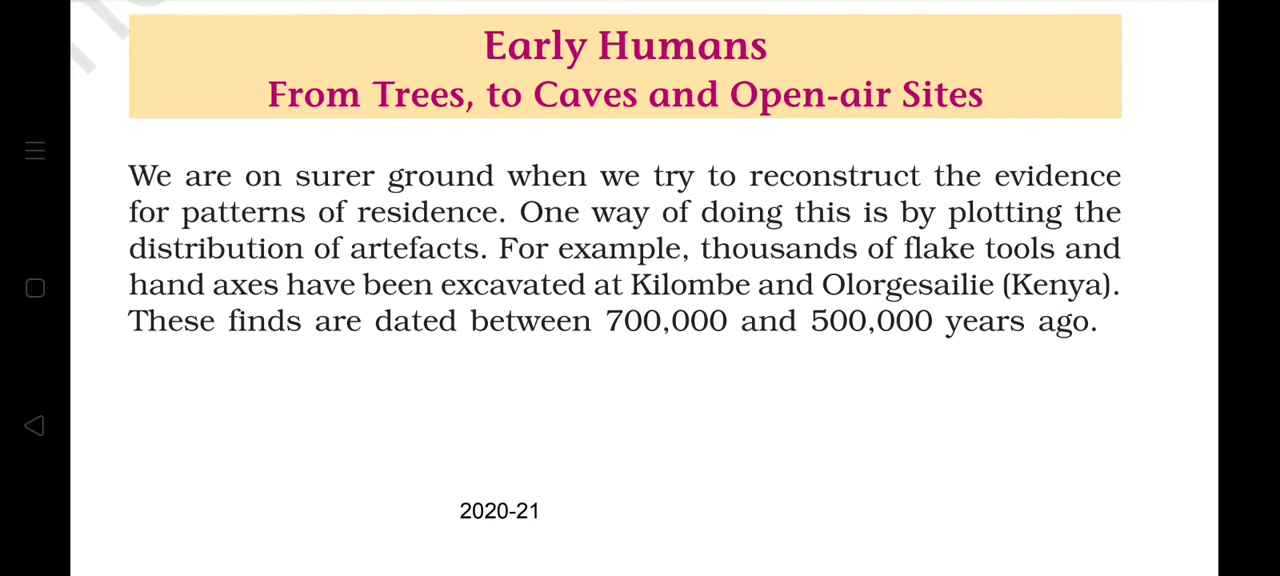 Early Humans
From Trees, to Caves and Open-air Sites
We are on surer ground when we try to reconstruct the evidence
for patterns of residence. One way of doing this is by plotting the
distribution of artefacts. For example, thousands of flake tools and
hand axes have been excavated at Kilombe and Olorgesailie (Kenya).
These finds are dated between 700,000 and 500,000 years ago.
2020-21